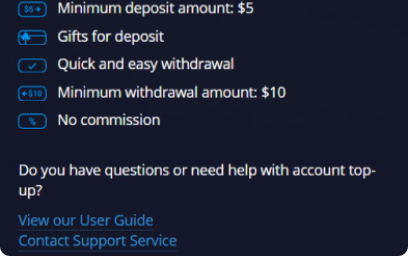 $5+
Minimum deposit amount: $5
Gifts for deposit
Quick and easy withdrawal
+$10
Minimum withdrawal amount: $10
%
No commission
Do you have questions or need help with account top-
up?
View our User Guide
Contact Support Service